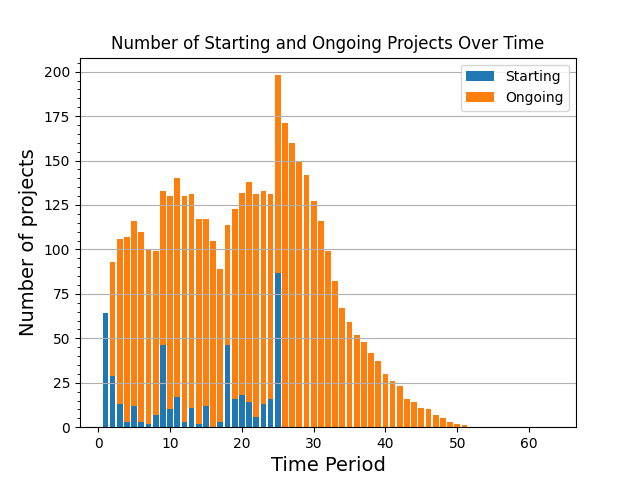 Number of Starting and Ongoing Projects Over Time
Starting
Ongoing
Number of projects
200
175
150
125
100
75
50
25
0
0 10 20 30 40 50 60
Time Period